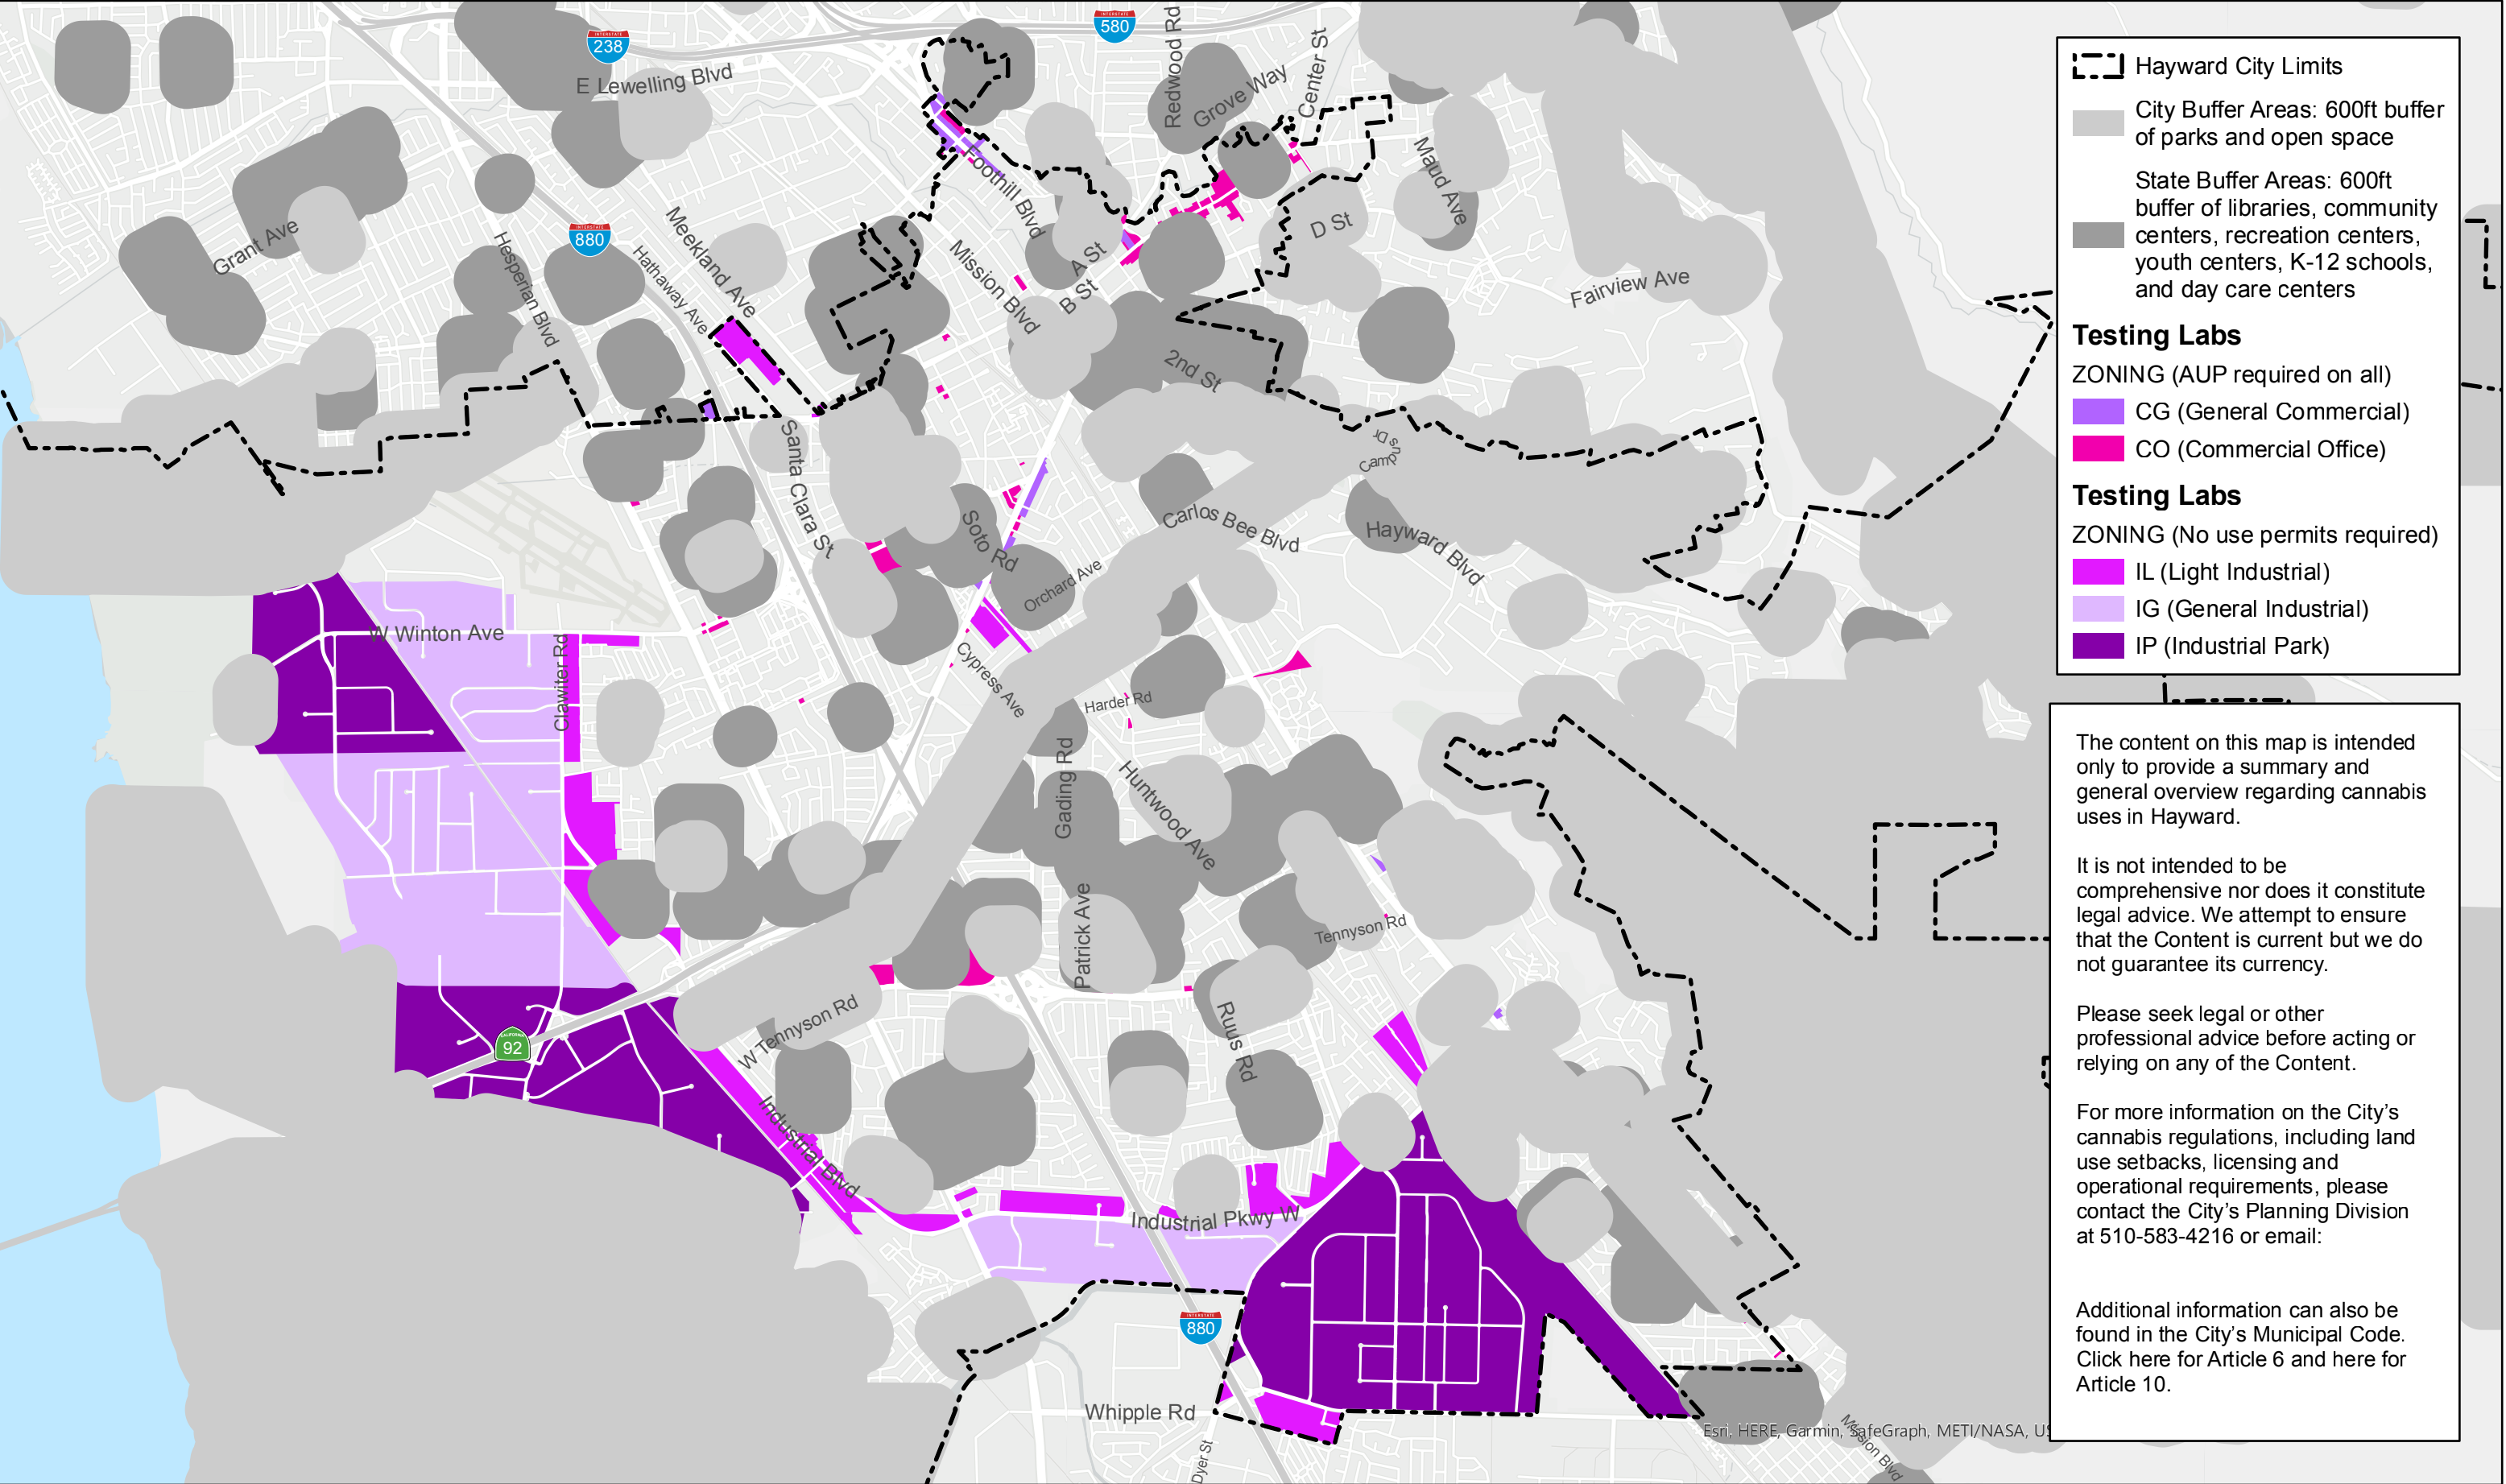 INTERSTATE
580
INTERSTATE
238
E Lewelling Blvd
Redwood Rd
Grove Way
Center St
Foothill Blvd
Maud Ave
Grant Ave
INTERSTATE
880
Hesperian Blvd
Meekland Ave
Hathaway Ave
Mission Blvd
A St
B St
D St
Fairview Ave
2nd St
Campus Dr
Santa Clara St
Soto Rd
Carlos Bee Blvd
Hayward Blvd
Orchard Ave
W Winton Ave
Clawiter Rd
Cypress Ave
Harder Rd
Gading Rd
Huntwood Ave
Patrick Ave
Tennyson Rd
W Tennyson Rd
Ruus Rd
CALIFORNIA
92
Industrial Blvd
Industrial Pkwy W
INTERSTATE
880
Whipple Rd
Dyer St
Mission Blvd
Esri, HERE, Garmin, SafeGraph, METI/NASA, US
Hayward City Limits
City Buffer Areas: 600ft buffer
of parks and open space
State Buffer Areas: 600ft
buffer of libraries, community
centers, recreation centers,
youth centers, K-12 schools,
and day care centers
Testing Labs
ZONING (AUP required on all)
CG (General Commercial)
CO (Commercial Office)
Testing Labs
ZONING (No use permits required)
IL (Light Industrial)
IG (General Industrial)
IP (Industrial Park)
The content on this map is intended
only to provide a summary and
general overview regarding cannabis
uses in Hayward.
It is not intended to be
comprehensive nor does it constitute
legal advice. We attempt to ensure
that the Content is current but we do
not guarantee its currency.
Please seek legal or other
professional advice before acting or
relying on any of the Content.
For more information on the City’s
cannabis regulations, including land
use setbacks, licensing and
operational requirements, please
contact the City’s Planning Division
at 510-583-4216 or email:
Additional information can also be
found in the City’s Municipal Code.
Click here for Article 6 and here for
Article 10.